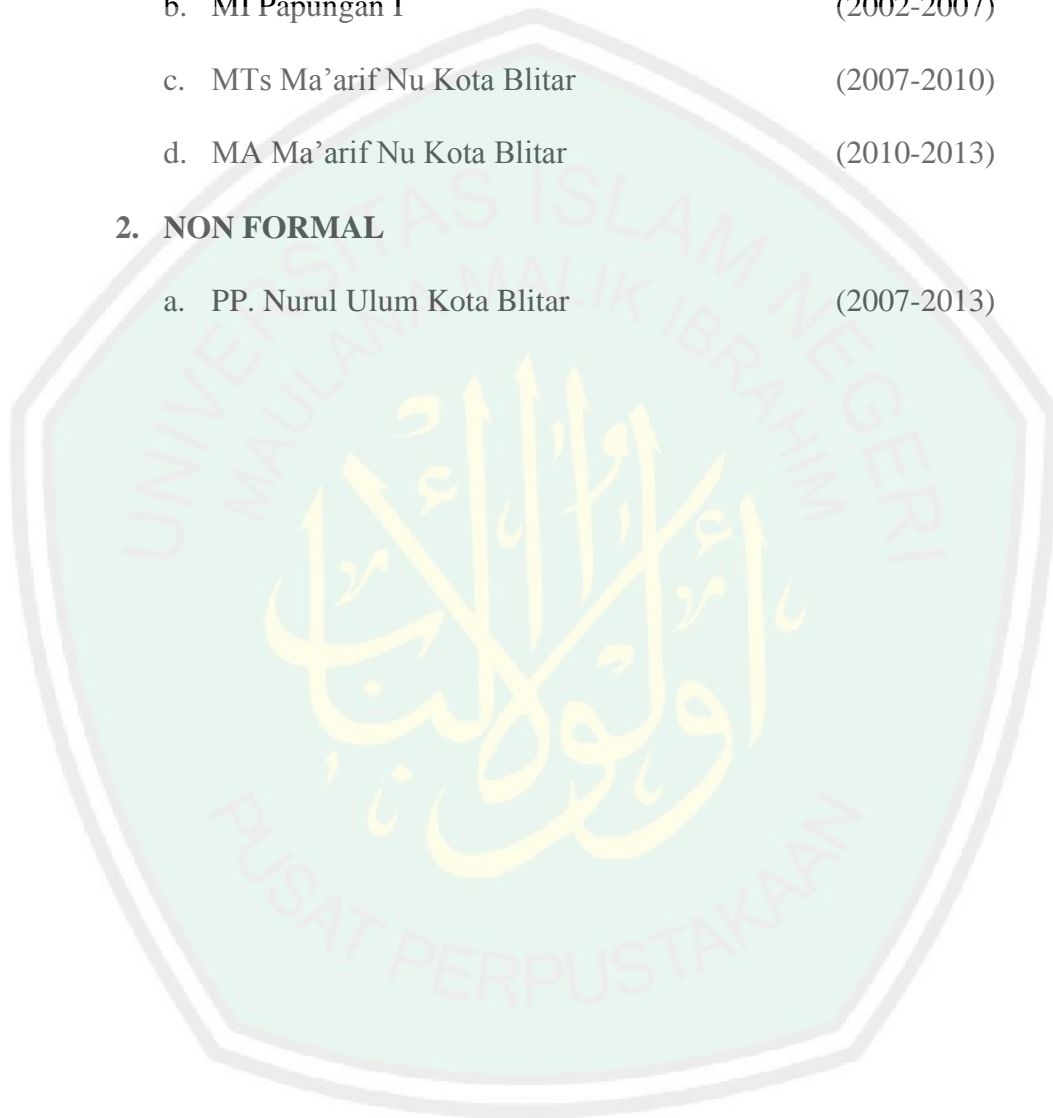 b. MI Papungan I (2002-2007)
c. MTs Ma’arif Nu Kota Blitar (2007-2010)
d. MA Ma’arif Nu Kota Blitar (2010-2013)
2. NON FORMAL
a. PP. Nurul Ulum Kota Blitar (2007-2013)
UNIVERSITAS ISLAM NEGERI
MAULANA MALIK IBRAHIM
أولوا الألباب
PUSAT PERPUSTAKAAN